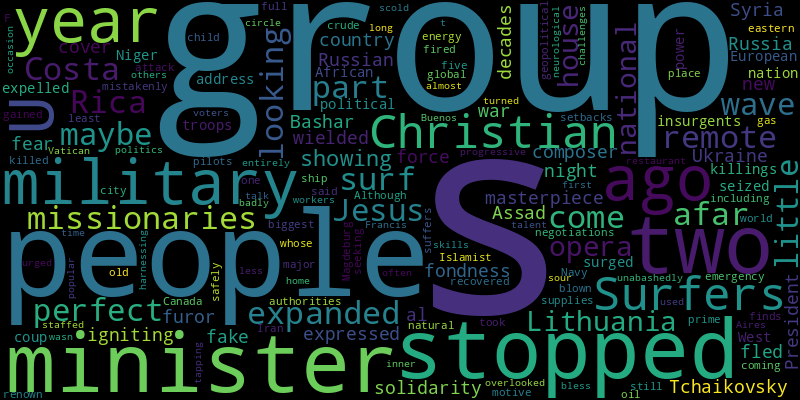 year group Syria
circle full scold t long energy fired crude decades geopolitical house neurological challenges eastern
occasion cover Niger child country Russian five global power Russia European
Costa attack others African almost place nation
expelled Rica mistakenly address looking part political turned national new
U gained least voters troops Bashar war Buenos setbacks insurgents gas wave
fear maybe wielded Christian remote Ukraine
Vatican politics showing force progressive composer restaurant
killed pilots entirely night killings
military surf masterpiece ago seized little
city one talk ship said Although Jesus S Assad come afar including
missionaries badly workers biggest Francis suffers skills first talent negotiations world
people whose fondness opera two
time harnessing major Magdeburg seeking Islamist surged unabashedly emergency
urged old safely less often recovered sour Navy Surfers President
popular home blown supplies used
perfect Canada expanded natural Lithuania prime Aires finds
furor authorities al took West
coup wasn staffed igniting fake iran expressed stopped fled coming
minister tapping inner overlooked bless still oil Tchaikovsky
renown solidarity motive
F